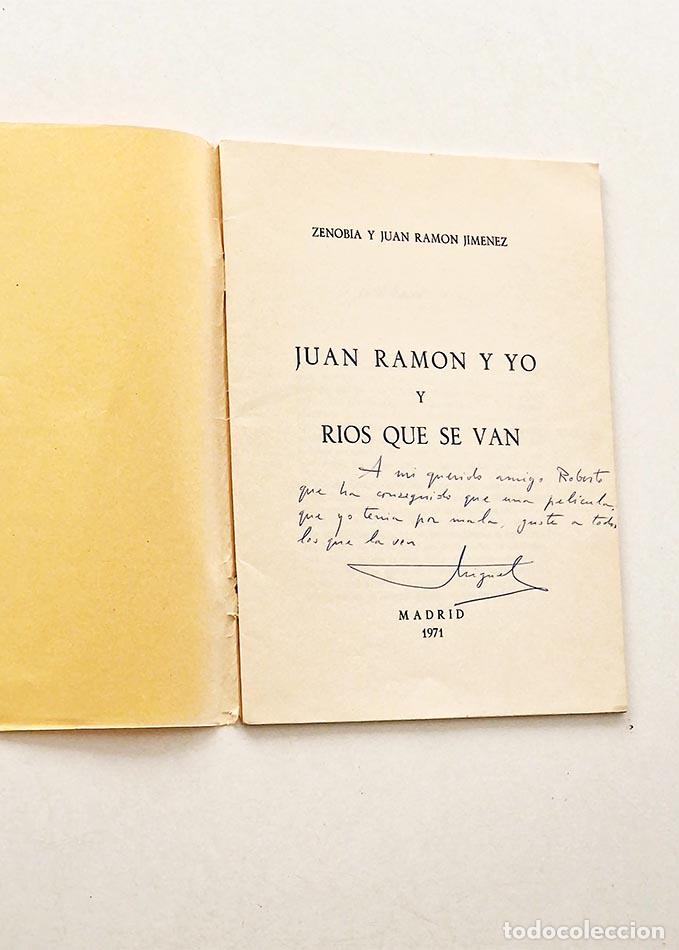 ZENOBIA Y JUAN RAMON JIMENEZ
JUAN RAMON Y YO
Y
RIOS QUE SE VAN
A mi querido amigo Roberto
que ha conseguido que una película,
que yo tenía por mala, guste a todos
los que la ven
Miguel
MADRID
1971
todocoleccion